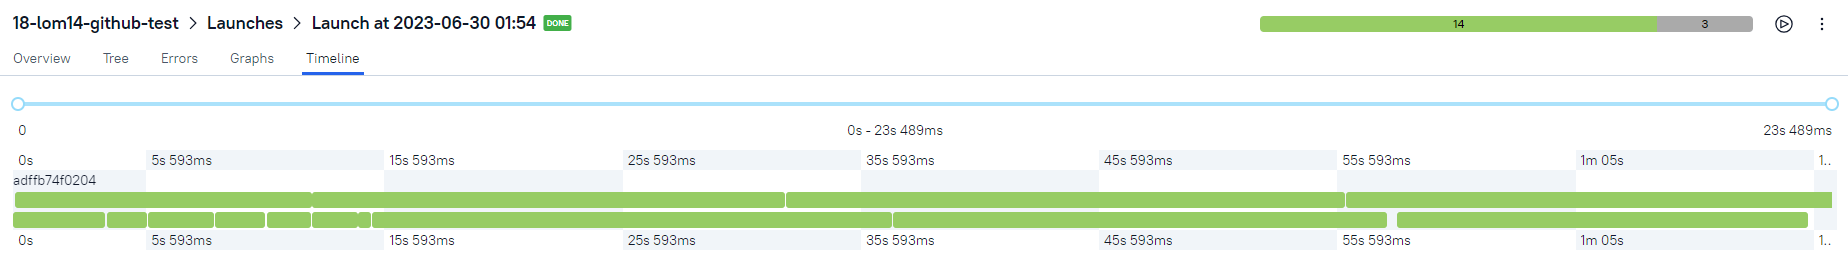 18-lom14-github-test > Launches > Launch at 2023-06-30 01:54 DONE 14 3
Overview Tree Errors Graphs Timeline
0 0s - 23s 489ms 23s 489ms
0s 5s 593ms 15s 593ms 25s 593ms 35s 593ms 45s 593ms 55s 593ms 1m 05s 1..
adffb74f0204
0s 5s 593ms 15s 593ms 25s 593ms 35s 593ms 45s 593ms 55s 593ms 1m 05s 1..